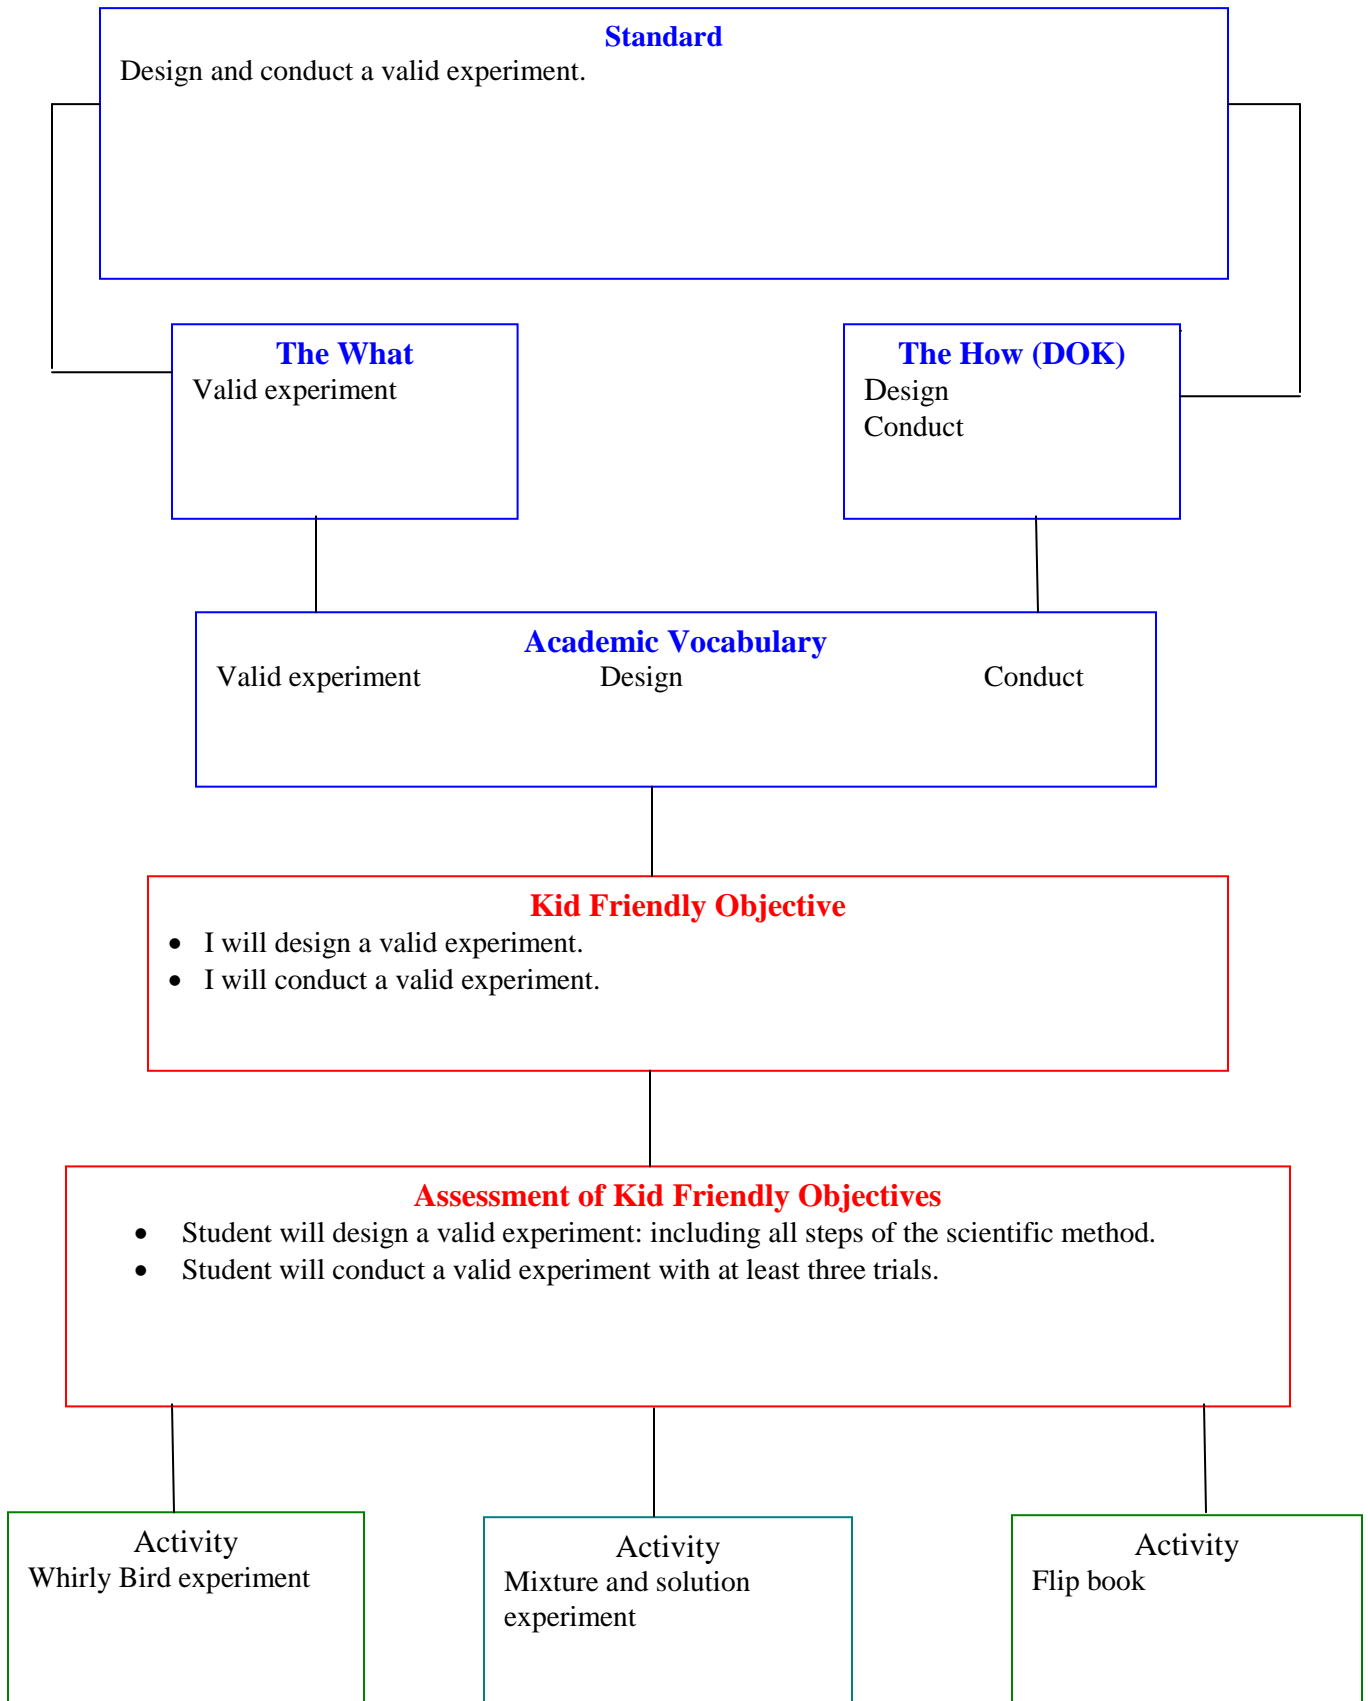 Standard
Design and conduct a valid experiment.
The What
Valid experiment
The How (DOK)
Design
Conduct
Academic Vocabulary
Valid experiment Design Conduct
Kid Friendly Objective
• I will design a valid experiment.
• I will conduct a valid experiment.
Assessment of Kid Friendly Objectives
• Student will design a valid experiment: including all steps of the scientific method.
• Student will conduct a valid experiment with at least three trials.
Activity
Whirly Bird experiment
Activity
Mixture and solution
experiment
Activity
Flip book